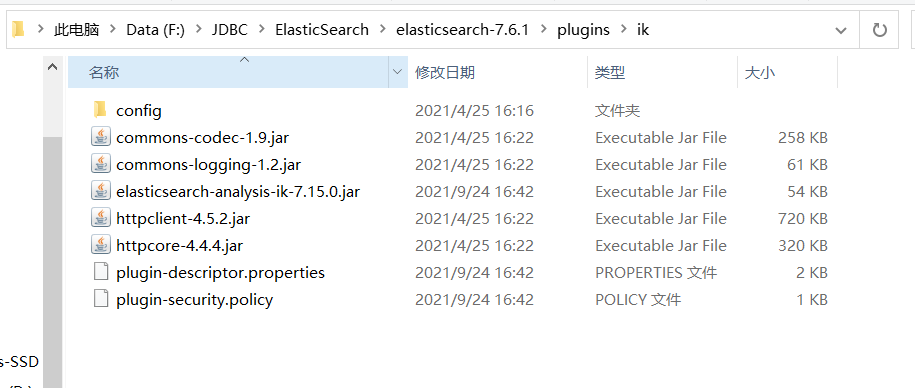 此电脑 > Data (F:) > JDBC > ElasticSearch > elasticsearch-7.6.1 > plugins > ik
名称 修改日期 类型 大小
config 2021/4/25 16:16 文件夹
commons-codec-1.9.jar 2021/4/25 16:22 Executable Jar File 258 KB
commons-logging-1.2.jar 2021/4/25 16:22 Executable Jar File 61 KB
elasticsearch-analysis-ik-7.15.0.jar 2021/9/24 16:42 Executable Jar File 54 KB
httpclient-4.5.2.jar 2021/4/25 16:22 Executable Jar File 720 KB
httpcore-4.4.4.jar 2021/4/25 16:22 Executable Jar File 320 KB
plugin-descriptor.properties 2021/9/24 16:42 PROPERTIES 文件 2 KB
plugin-security.policy 2021/9/24 16:42 POLICY 文件 1 KB
s-SSD